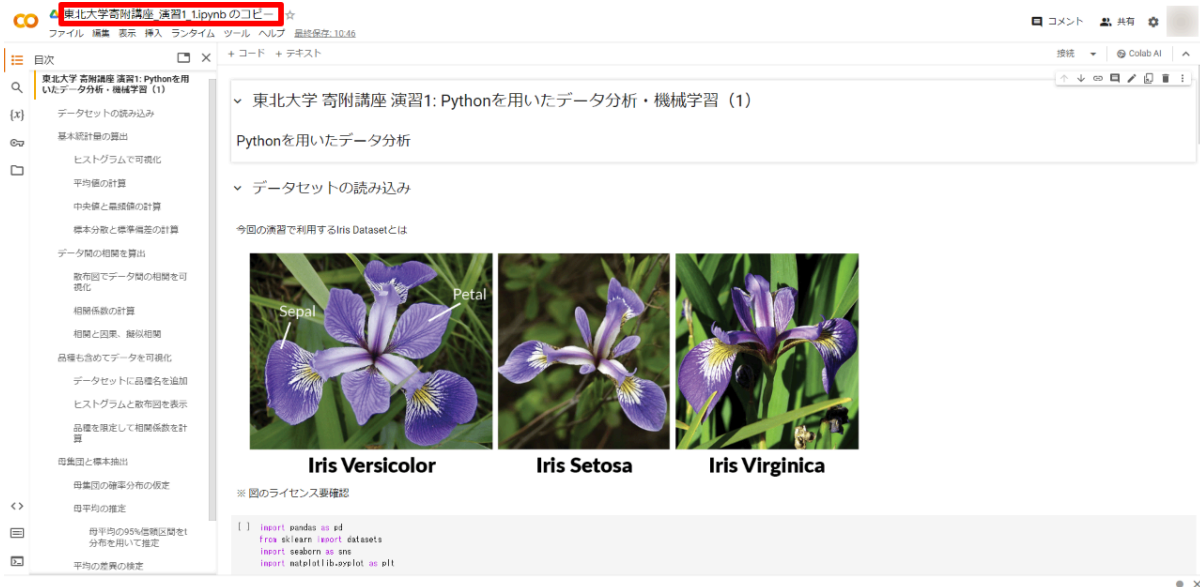 東北大学寄附講座_演習1_1.ipynb のコピー
ファイル 編集 表示 挿入 ランタイム ツール ヘルプ 最終保存: 10:46
コメント 共有
目次
+ コード + テキスト
接続 Colab AI
東北大学 寄附講座 演習1: Pythonを用
いたデータ分析・機械学習（1）
データセットの読み込み
基本統計量の算出
ヒストグラムで可視化
平均値の計算
中央値と最頻値の計算
標本分散と標準偏差の計算
データ間の相関を算出
散布図でデータ間の相関を可
視化
相関係数の計算
相関と因果、擬似相関
品種も含めてデータを可視化
データセットに品種名を追加
ヒストグラムと散布図を表示
品種を限定して相関係数を計
算
母集団と標本抽出
母集団の確率分布の仮定
母平均の推定
母平均の95%信頼区間をt
分布を用いて推定
平均の差異の検定
東北大学 寄附講座 演習1: Pythonを用いたデータ分析・機械学習（1）
Pythonを用いたデータ分析
データセットの読み込み
今回の演習で利用するIris Datasetとは
Sepal
Petal
Iris Versicolor
Iris Setosa
Iris Virginica
※ 図のライセンス要確認
[ ] import pandas as pd
from sklearn import datasets
import seaborn as sns
import matplotlib.pyplot as plt